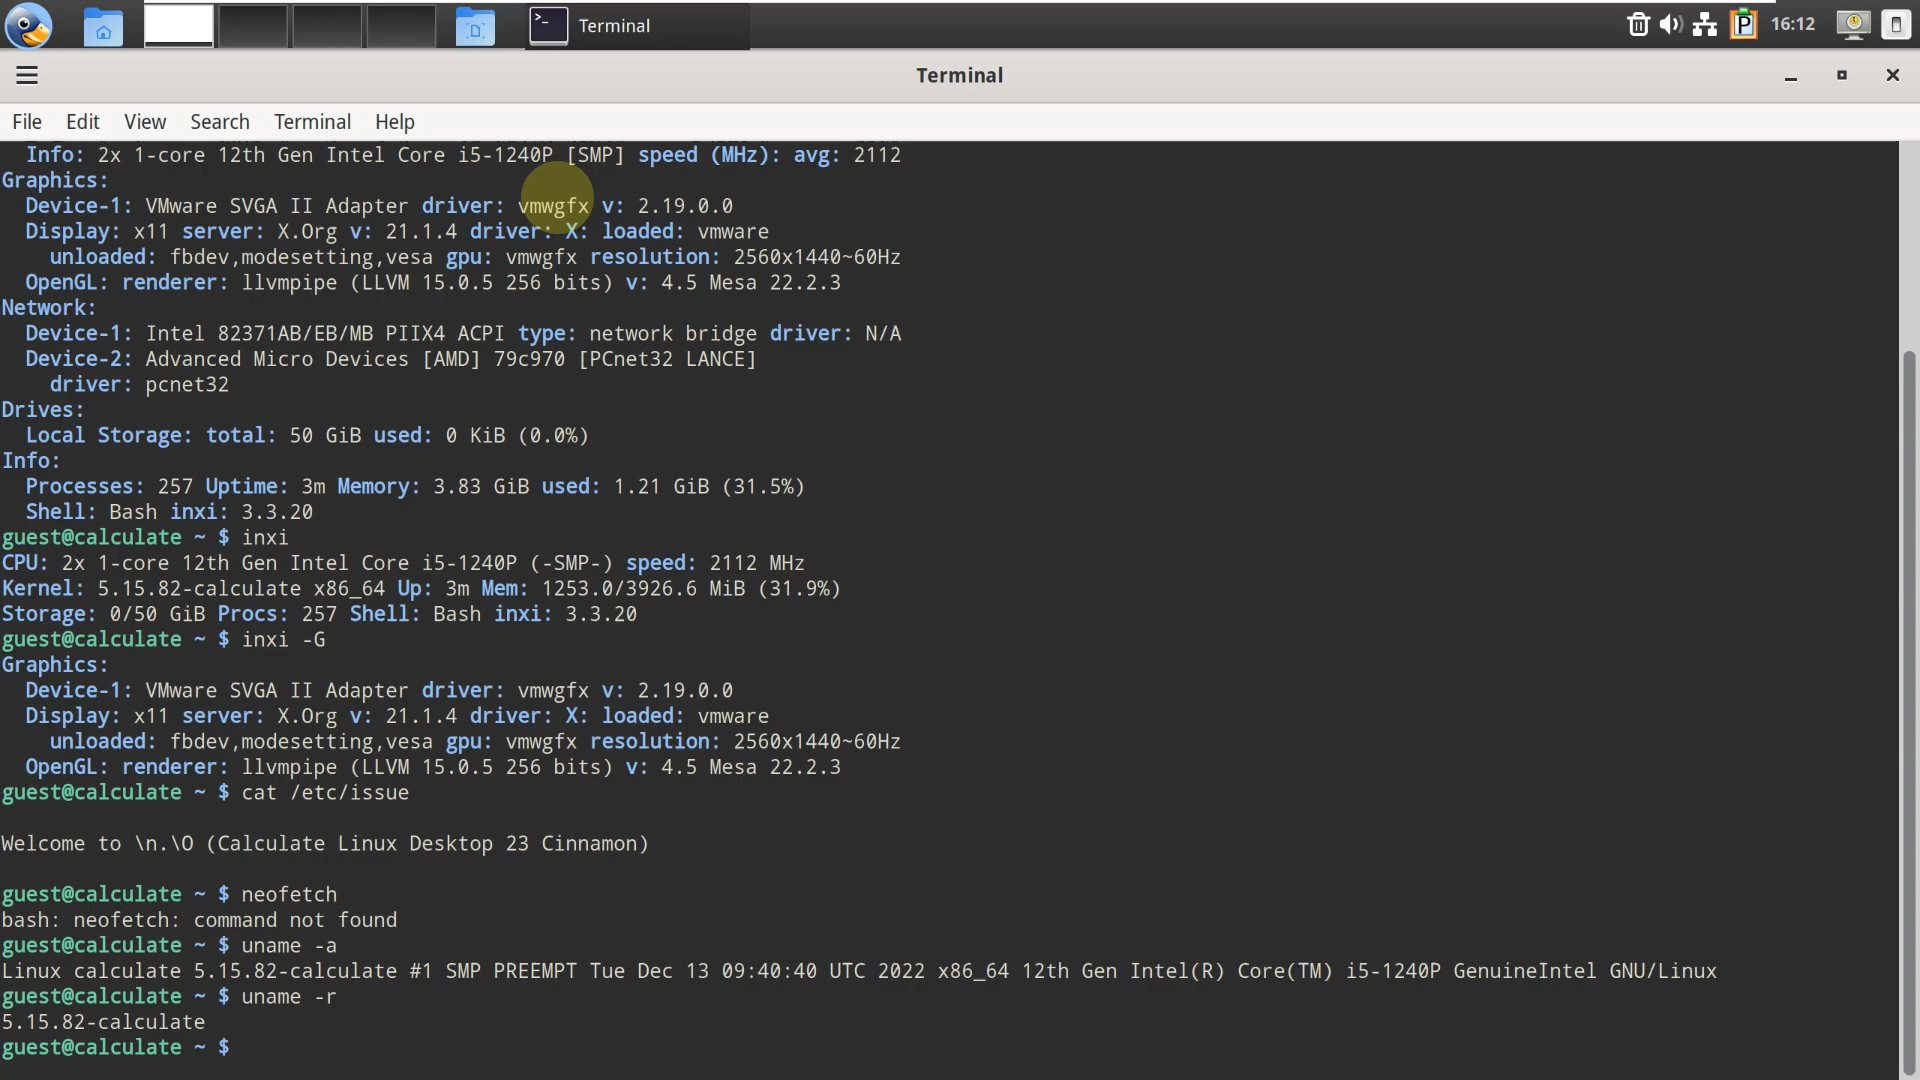 Terminal
16:12
Terminal
File Edit View Search Terminal Help
Info: 2x 1-core 12th Gen Intel Core i5-1240P [SMP] speed (MHz): avg: 2112
Graphics:
Device-1: VMware SVGA II Adapter driver: vmwgfx v: 2.19.0.0
Display: x11 server: X.Org v: 21.1.4 driver: X: loaded: vmware
unloaded: fbdev,modesetting,vesa gpu: vmwgfx resolution: 2560x1440~60Hz
OpenGL: renderer: llvmpipe (LLVM 15.0.5 256 bits) v: 4.5 Mesa 22.2.3
Network:
Device-1: Intel 82371AB/EB/MB PIIX4 ACPI type: network bridge driver: N/A
Device-2: Advanced Micro Devices [AMD] 79c970 [PCnet32 LANCE]
driver: pcnet32
Drives:
Local Storage: total: 50 GiB used: 0 KiB (0.0%)
Info:
Processes: 257 Uptime: 3m Memory: 3.83 GiB used: 1.21 GiB (31.5%)
Shell: Bash inxi: 3.3.20
guest@calculate ~ $ inxi
CPU: 2x 1-core 12th Gen Intel Core i5-1240P (-SMP-) speed: 2112 MHz
Kernel: 5.15.82-calculate x86_64 Up: 3m Mem: 1253.0/3926.6 MiB (31.9%)
Storage: 0/50 GiB Procs: 257 Shell: Bash inxi: 3.3.20
guest@calculate ~ $ inxi -G
Graphics:
Device-1: VMware SVGA II Adapter driver: vmwgfx v: 2.19.0.0
Display: x11 server: X.Org v: 21.1.4 driver: X: loaded: vmware
unloaded: fbdev,modesetting,vesa gpu: vmwgfx resolution: 2560x1440~60Hz
OpenGL: renderer: llvmpipe (LLVM 15.0.5 256 bits) v: 4.5 Mesa 22.2.3
guest@calculate ~ $ cat /etc/issue
Welcome to \n.\O (Calculate Linux Desktop 23 Cinnamon)
guest@calculate ~ $ neofetch
bash: neofetch: command not found
guest@calculate ~ $ uname -a
Linux calculate 5.15.82-calculate #1 SMP PREEMPT Tue Dec 13 09:40:40 UTC 2022 x86_64 12th Gen Intel(R) Core(TM) i5-1240P GenuineIntel GNU/Linux
guest@calculate ~ $ uname -r
5.15.82-calculate
guest@calculate ~ $